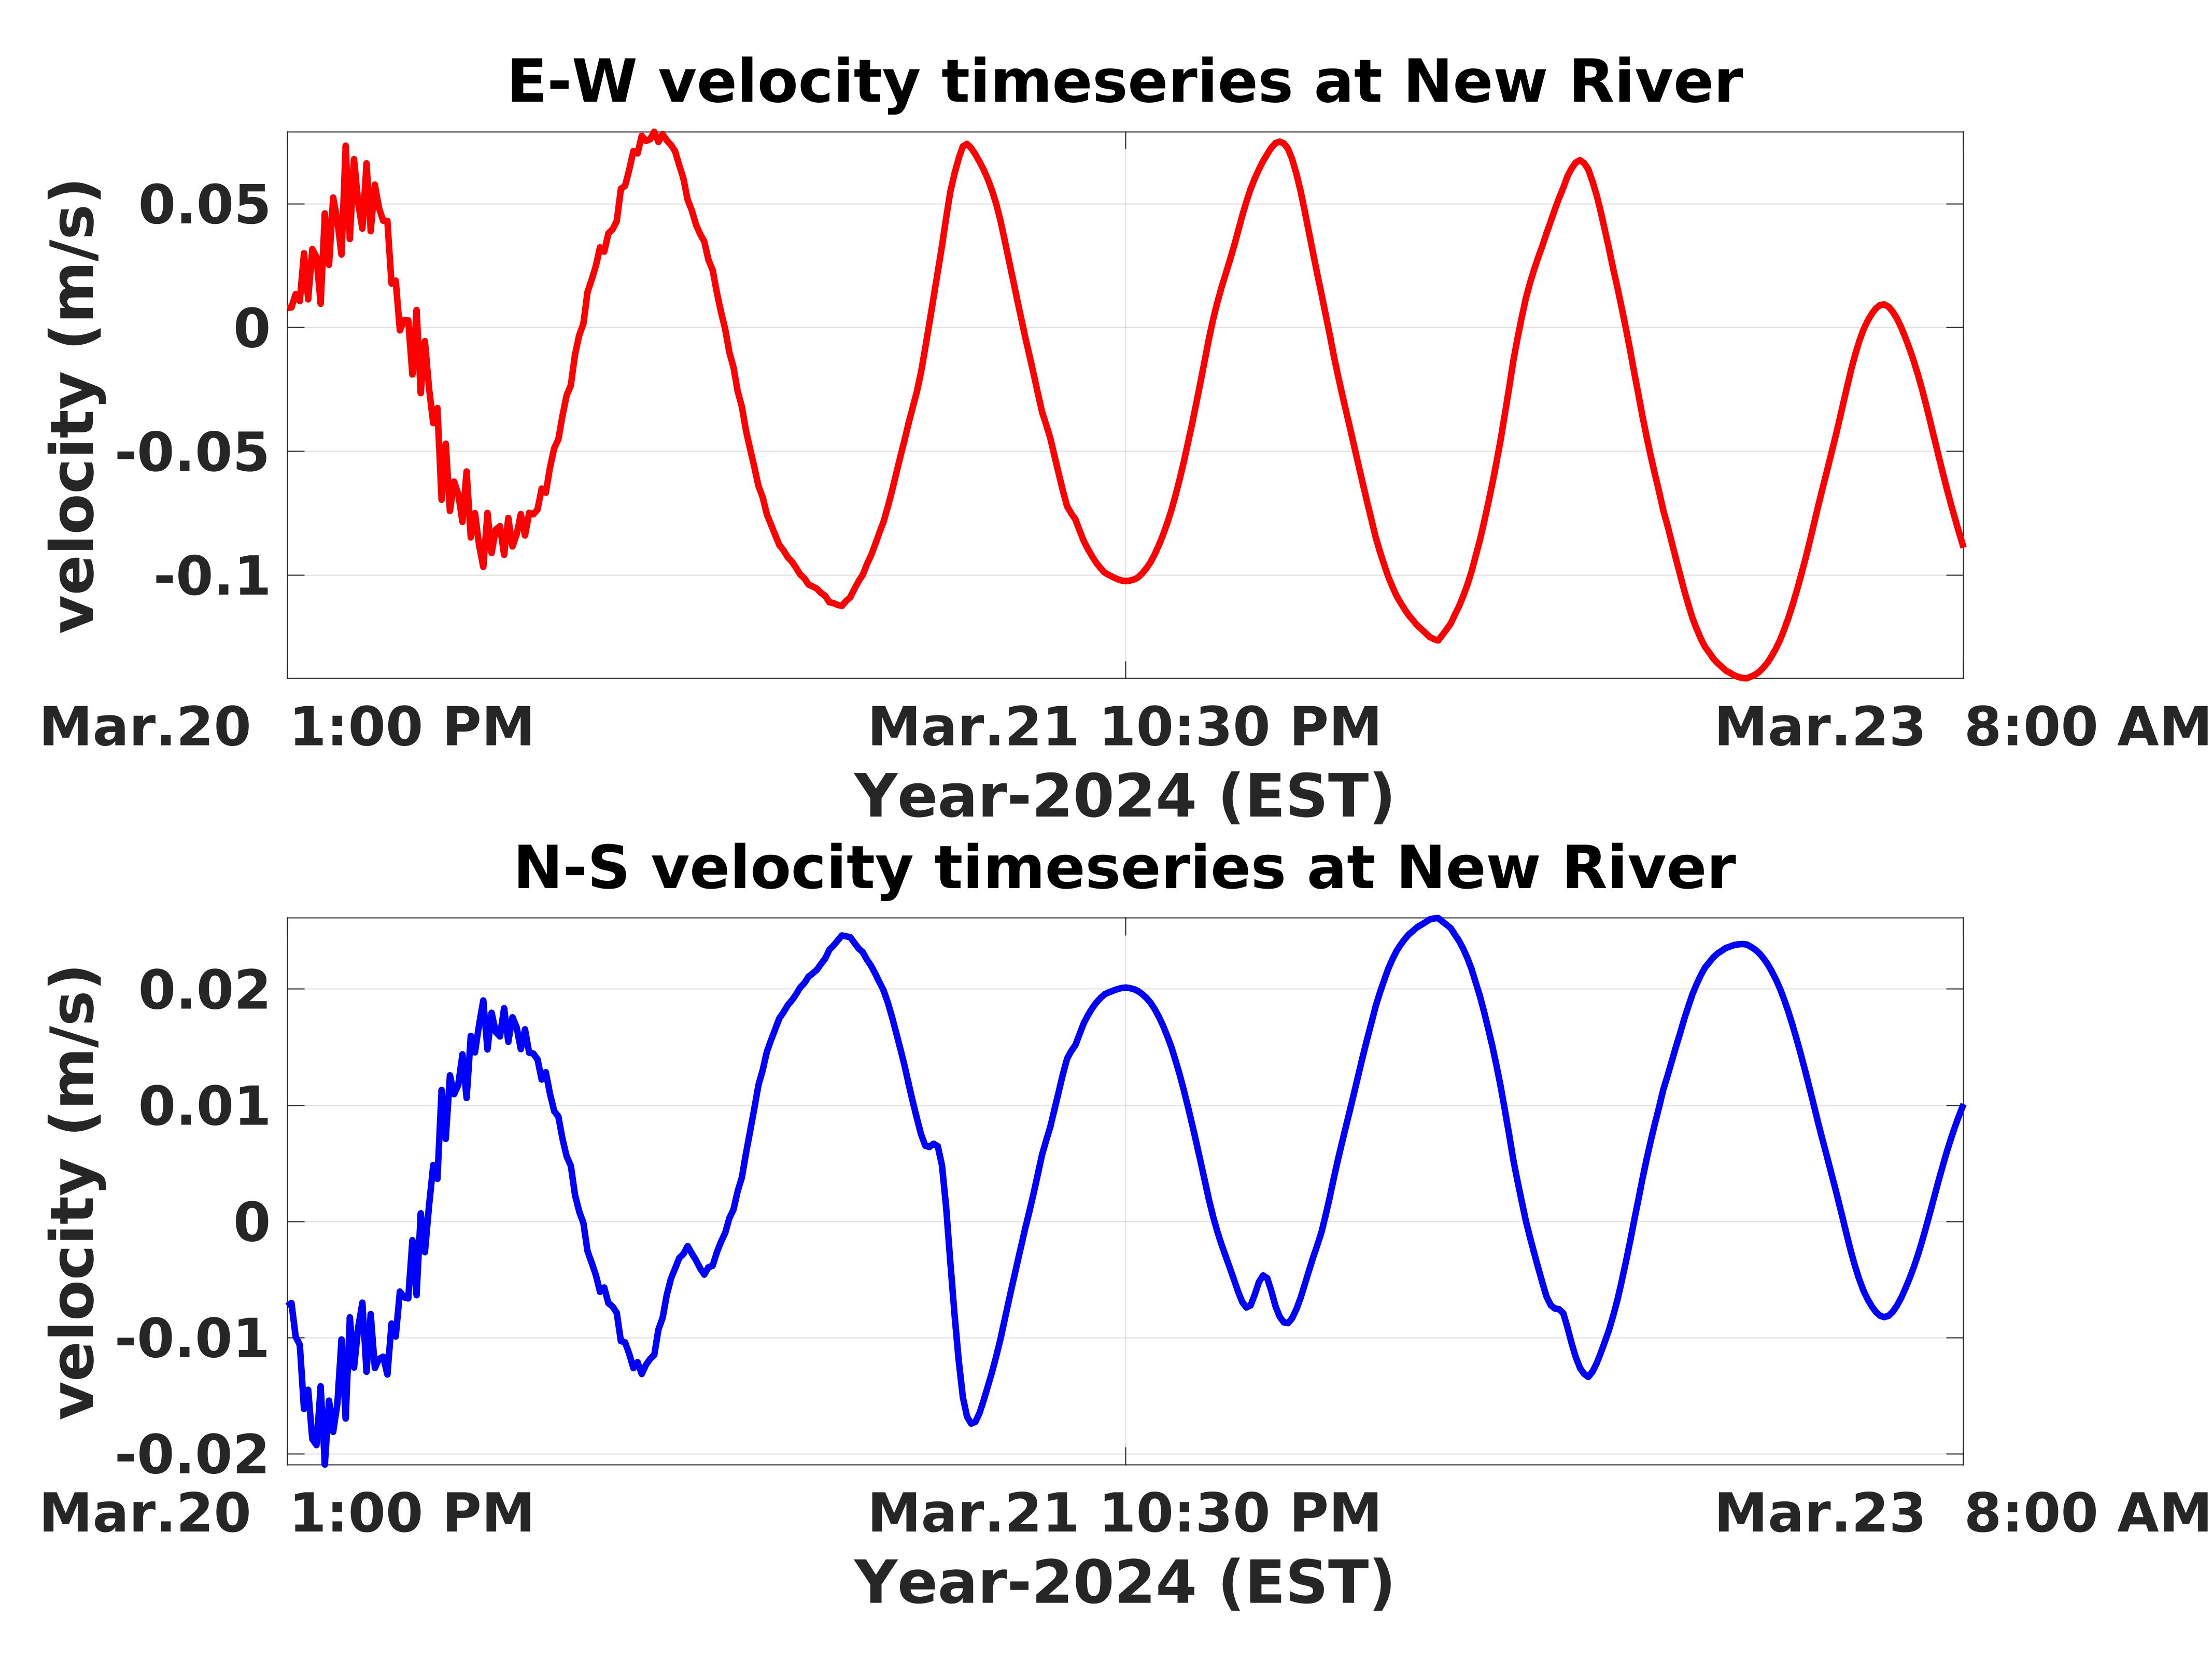 E-W velocity timeseries at New River
velocity (m/s)
0.05
0
-0.05
-0.1
Mar.20 1:00 PM Mar.21 10:30 PM Mar.23 8:00 AM
Year-2024 (EST)
N-S velocity timeseries at New River
velocity (m/s)
0.02
0.01
0
-0.01
-0.02
Mar.20 1:00 PM Mar.21 10:30 PM Mar.23 8:00 AM
Year-2024 (EST)